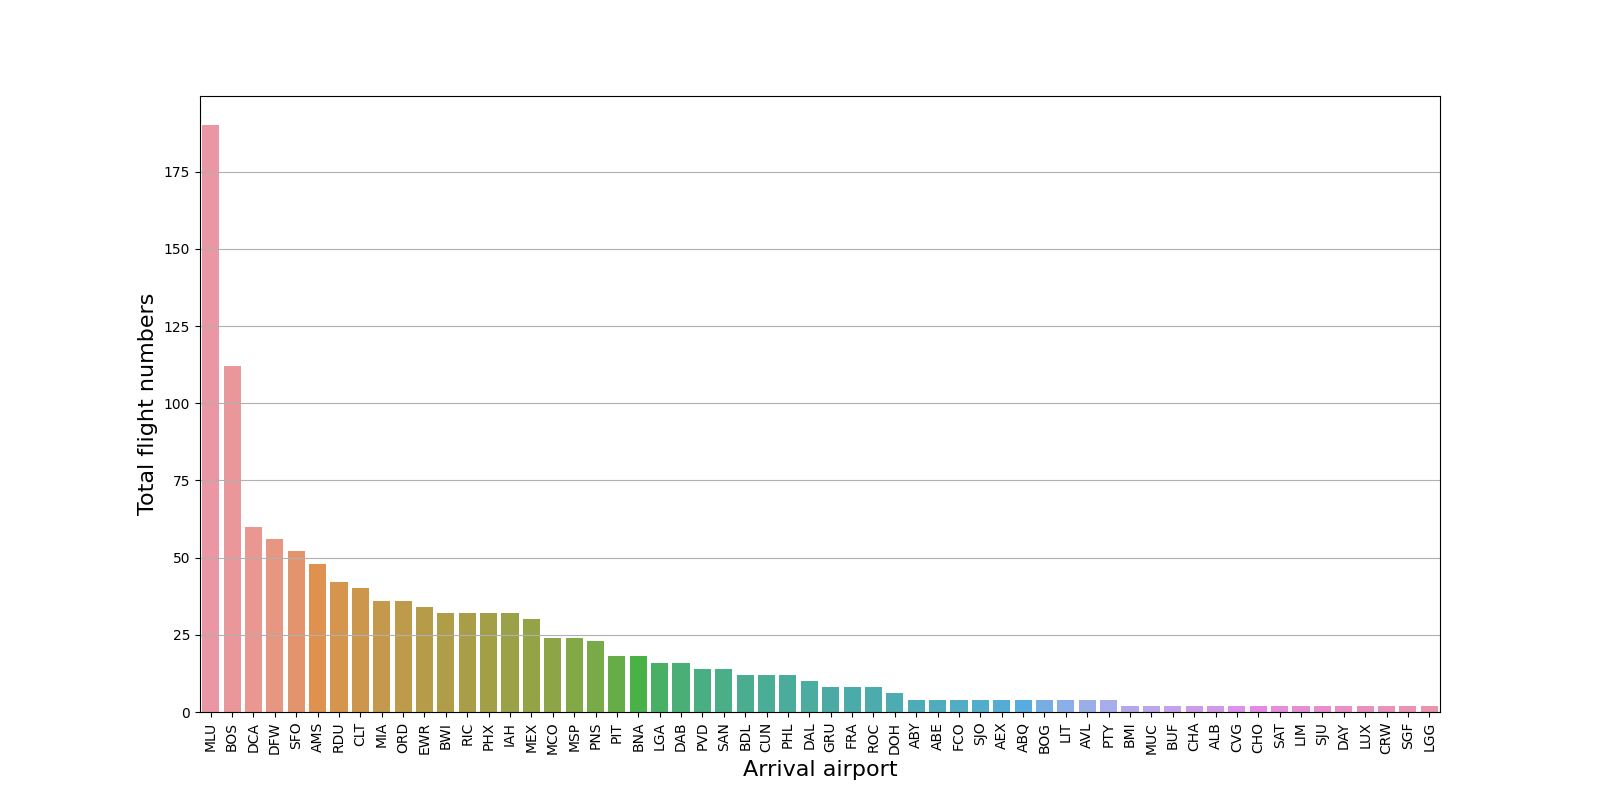 Total flight numbers
175
150
125
100
75
50
25
0
MLU BOS DCA DFW SFO AMS RDU CLT MIA ORD EWR BWI RIC PHX IAH MEX MCO MSP PNS PIT BNA LGA DAB PVD SAN BDL CUN PHL DAL GRU FRA ROC DOH ABY ABE FCO SJO AEX ABQ BOG LIT AVL PTY BMI MUC BUF CHA ALB CVG CHO SAT LIM SJU DAY LUX CRW SGF LGG
Arrival airport